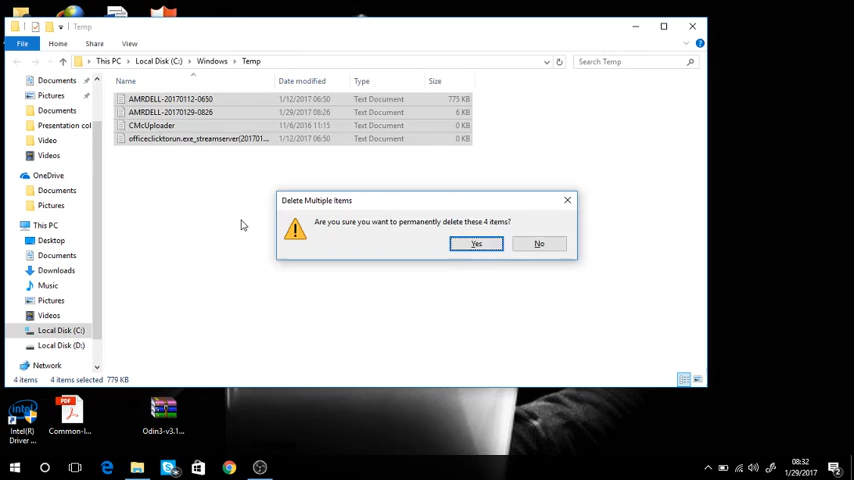 Temp
File Home Share View
This PC Local Disk (C:) Windows Temp
Search Temp
Name Date modified Type Size
Documents
Pictures
Documents
Presentation col
Video
Videos
OneDrive
Documents
Pictures
This PC
Desktop
Documents
Downloads
Music
Pictures
Videos
Local Disk (C:)
Local Disk (D:)
Network
AMRDELL-20170112-0650 1/12/2017 06:50 Text Document 775 KB
AMRDELL-20170129-0826 1/29/2017 08:26 Text Document 6 KB
CMcUploader 11/6/2016 11:15 Text Document 0 KB
officeclicktorun.exe_streamserver(201701... 1/12/2017 06:50 Text Document 0 KB
Delete Multiple Items
Are you sure you want to permanently delete these 4 items?
Yes No
4 items 4 items selected 779 KB
Intel(R) Driver ...
Common-I...
Odin3-v3.1...
08:32
1/29/2017
2